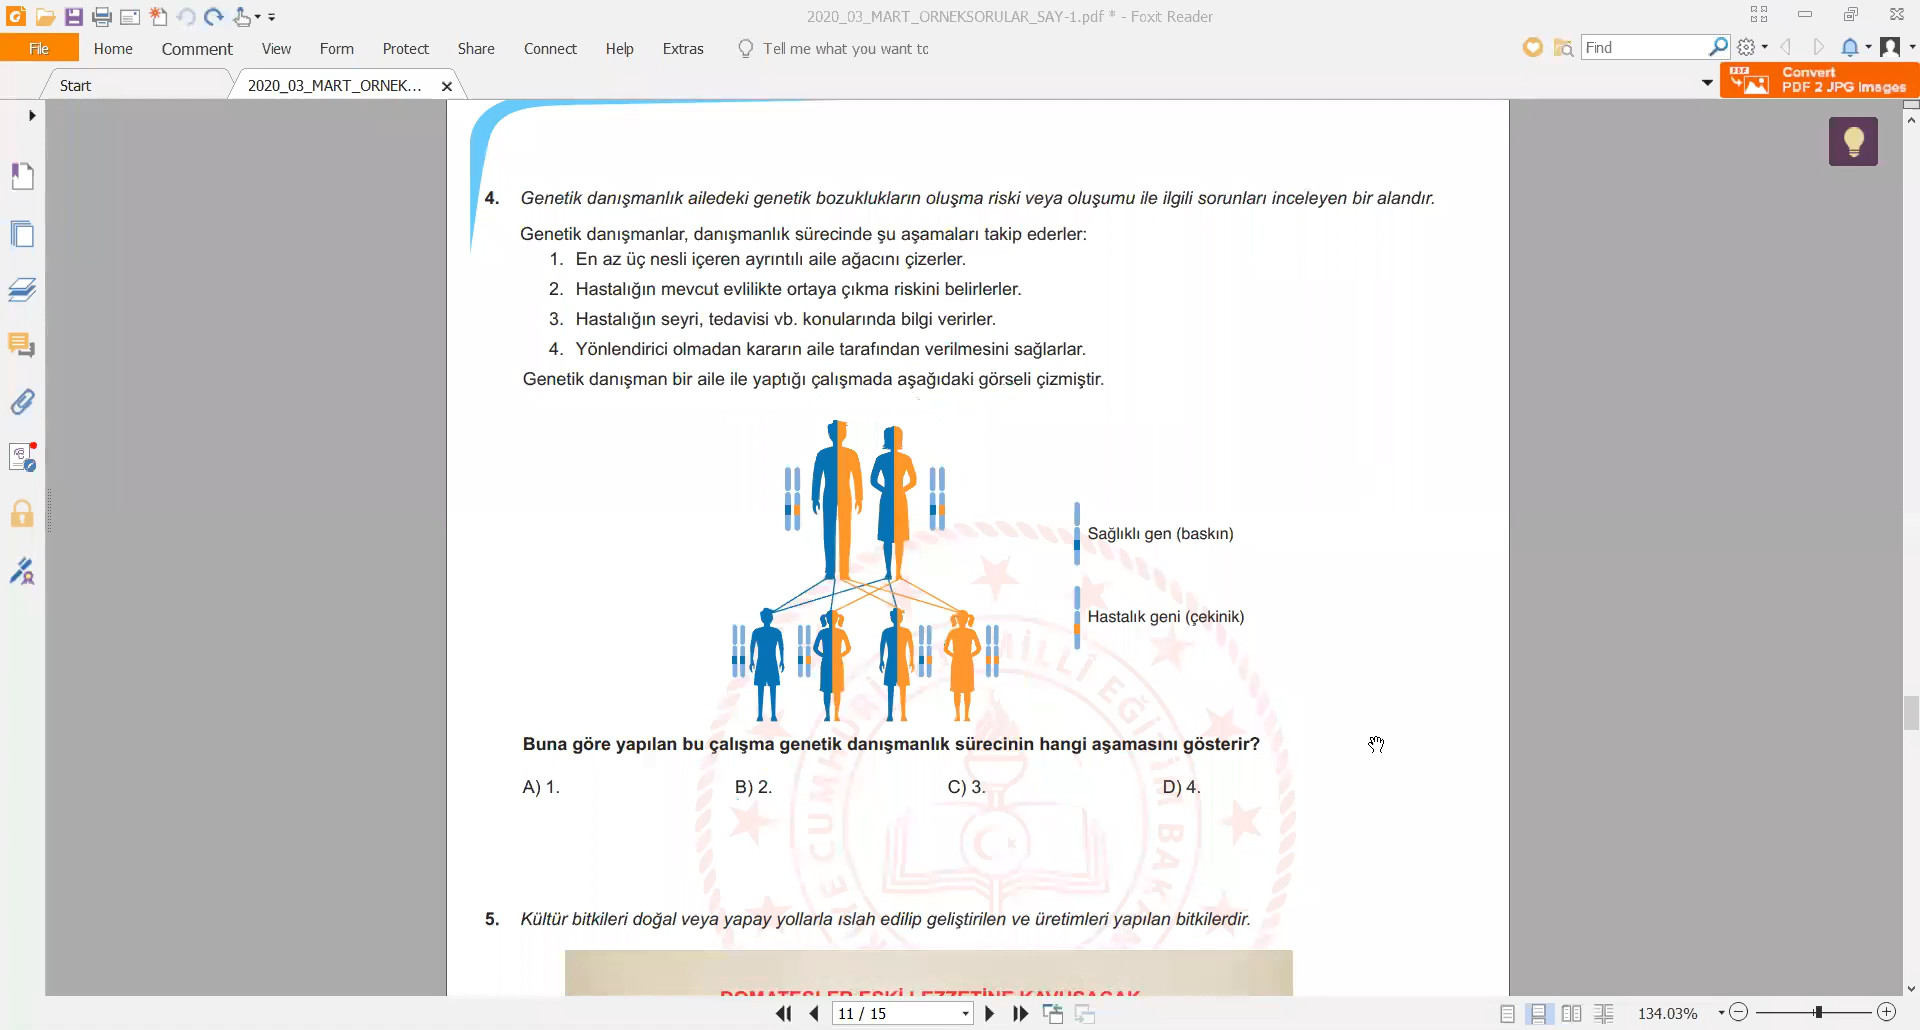 2020_03_MART_ORNEKSORULAR_SAY-1.pdf * - Foxit Reader
File Home Comment View Form Protect Share Connect Help Extras Tell me what you want to Find
Start 2020_03_MART_ORNEK...
Convert
PDF 2 JPG Images
4. Genetik danışmanlık ailedeki genetik bozuklukların oluşma riski veya oluşumu ile ilgili sorunları inceleyen bir alandır.
Genetik danışmanlar, danışmanlık sürecinde şu aşamaları takip ederler:
1. En az üç nesli içeren ayrıntılı aile ağacını çizerler.
2. Hastalığın mevcut evlilikte ortaya çıkma riskini belirlerler.
3. Hastalığın seyri, tedavisi vb. konularında bilgi verirler.
4. Yönlendirici olmadan kararın aile tarafından verilmesini sağlarlar.
Genetik danışman bir aile ile yaptığı çalışmada aşağıdaki görseli çizmiştir.
Sağlıklı gen (baskın)
Hastalık geni (çekinik)
Buna göre yapılan bu çalışma genetik danışmanlık sürecinin hangi aşamasını gösterir?
A) 1. B) 2. C) 3. D) 4.
5. Kültür bitkileri doğal veya yapay yollarla ıslah edilip geliştirilen ve üretimleri yapılan bitkilerdir.
DOMATESLER ESKİ LEZZETİNE KAVUŞACAK
11 / 15
134.03%